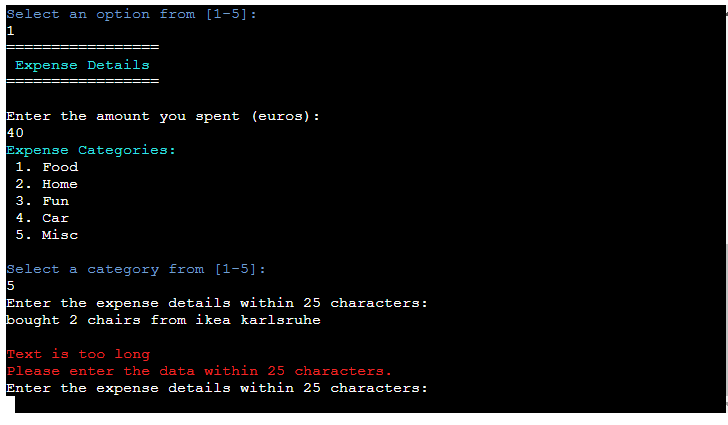 Select an option from [1-5]:
1
=================
Expense Details
=================
Enter the amount you spent (euros):
40
Expense Categories:
1. Food
2. Home
3. Fun
4. Car
5. Misc
Select a category from [1-5]:
5
Enter the expense details within 25 characters:
bought 2 chairs from ikea karlsruhe
Text is too long
Please enter the data within 25 characters.
Enter the expense details within 25 characters: